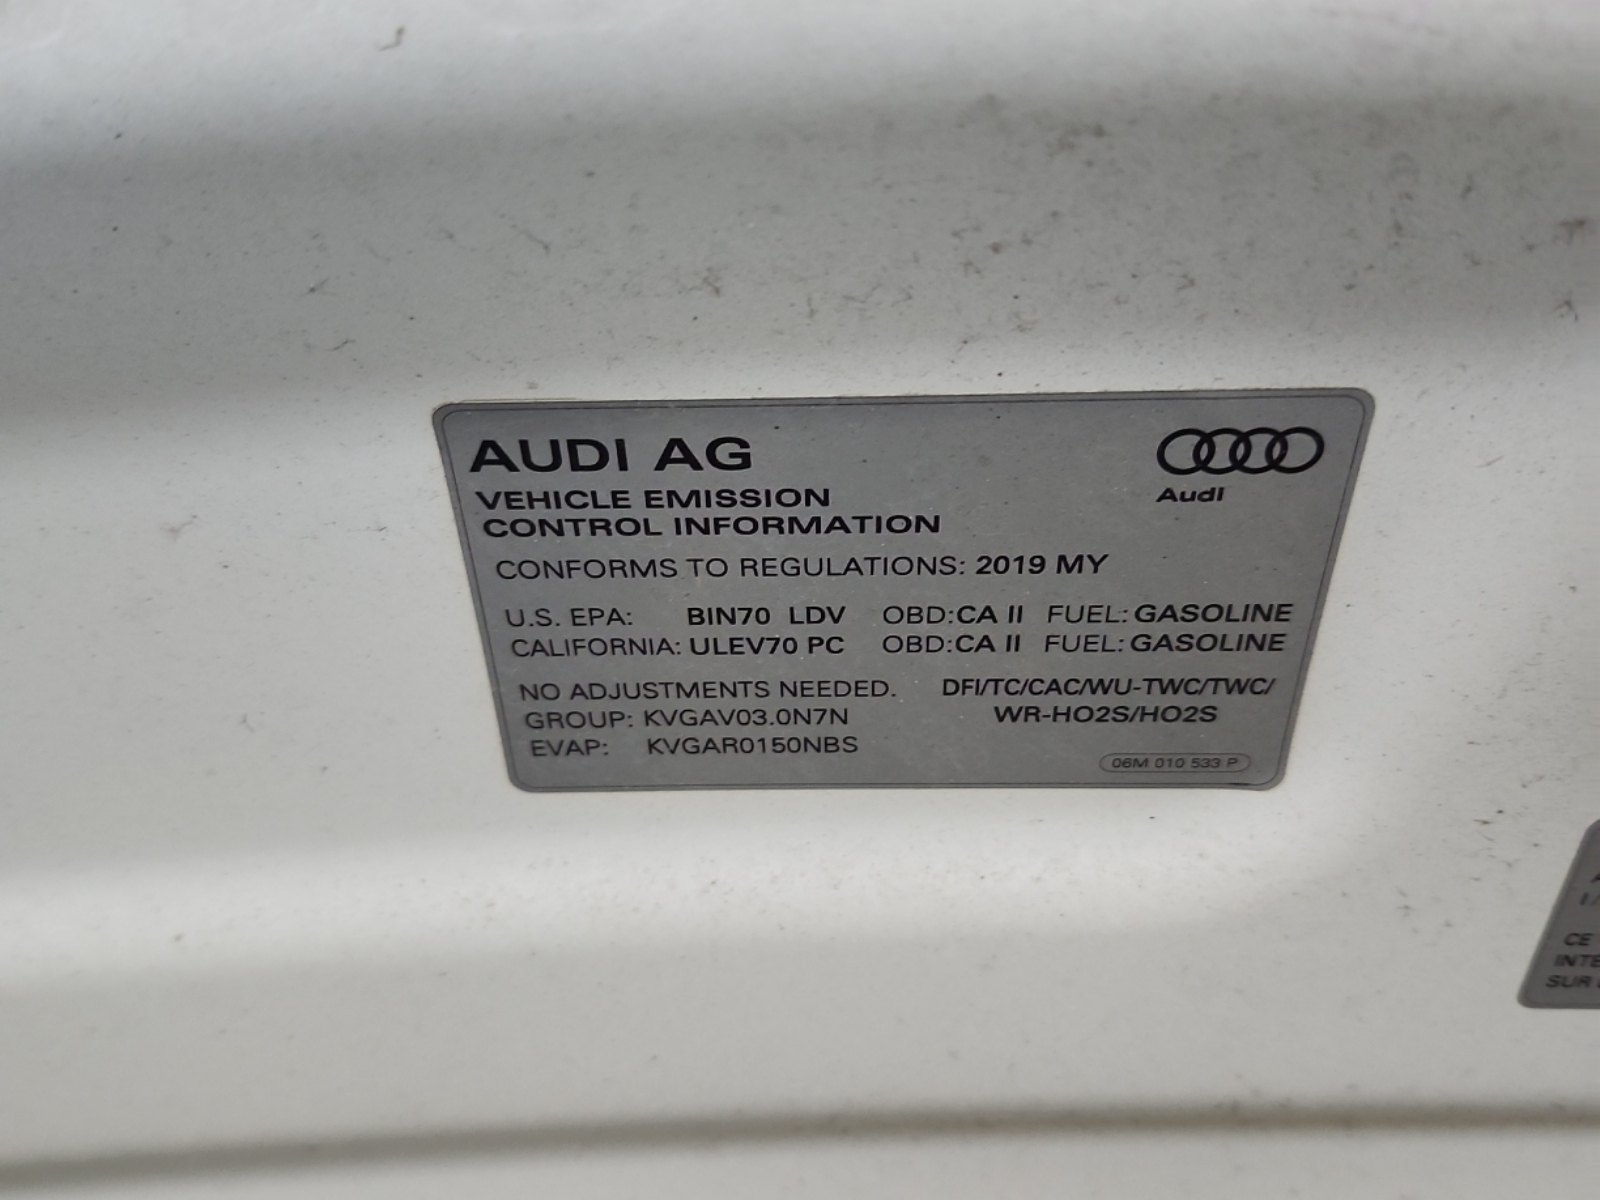 AUDI AG
Audi
VEHICLE EMISSION
CONTROL INFORMATION
CONFORMS TO REGULATIONS: 2019 MY
U.S. EPA: BIN70 LDV OBD:CA II FUEL: GASOLINE
CALIFORNIA: ULEV70 PC OBD:CA II FUEL: GASOLINE
NO ADJUSTMENTS NEEDED. DFI/TC/CAC/WU-TWC/TWC/
GROUP: KVGAV03.0N7N WR-HO2S/HO2S
EVAP: KVGAR0150NBS
06M 010 533 P
CE
SUR